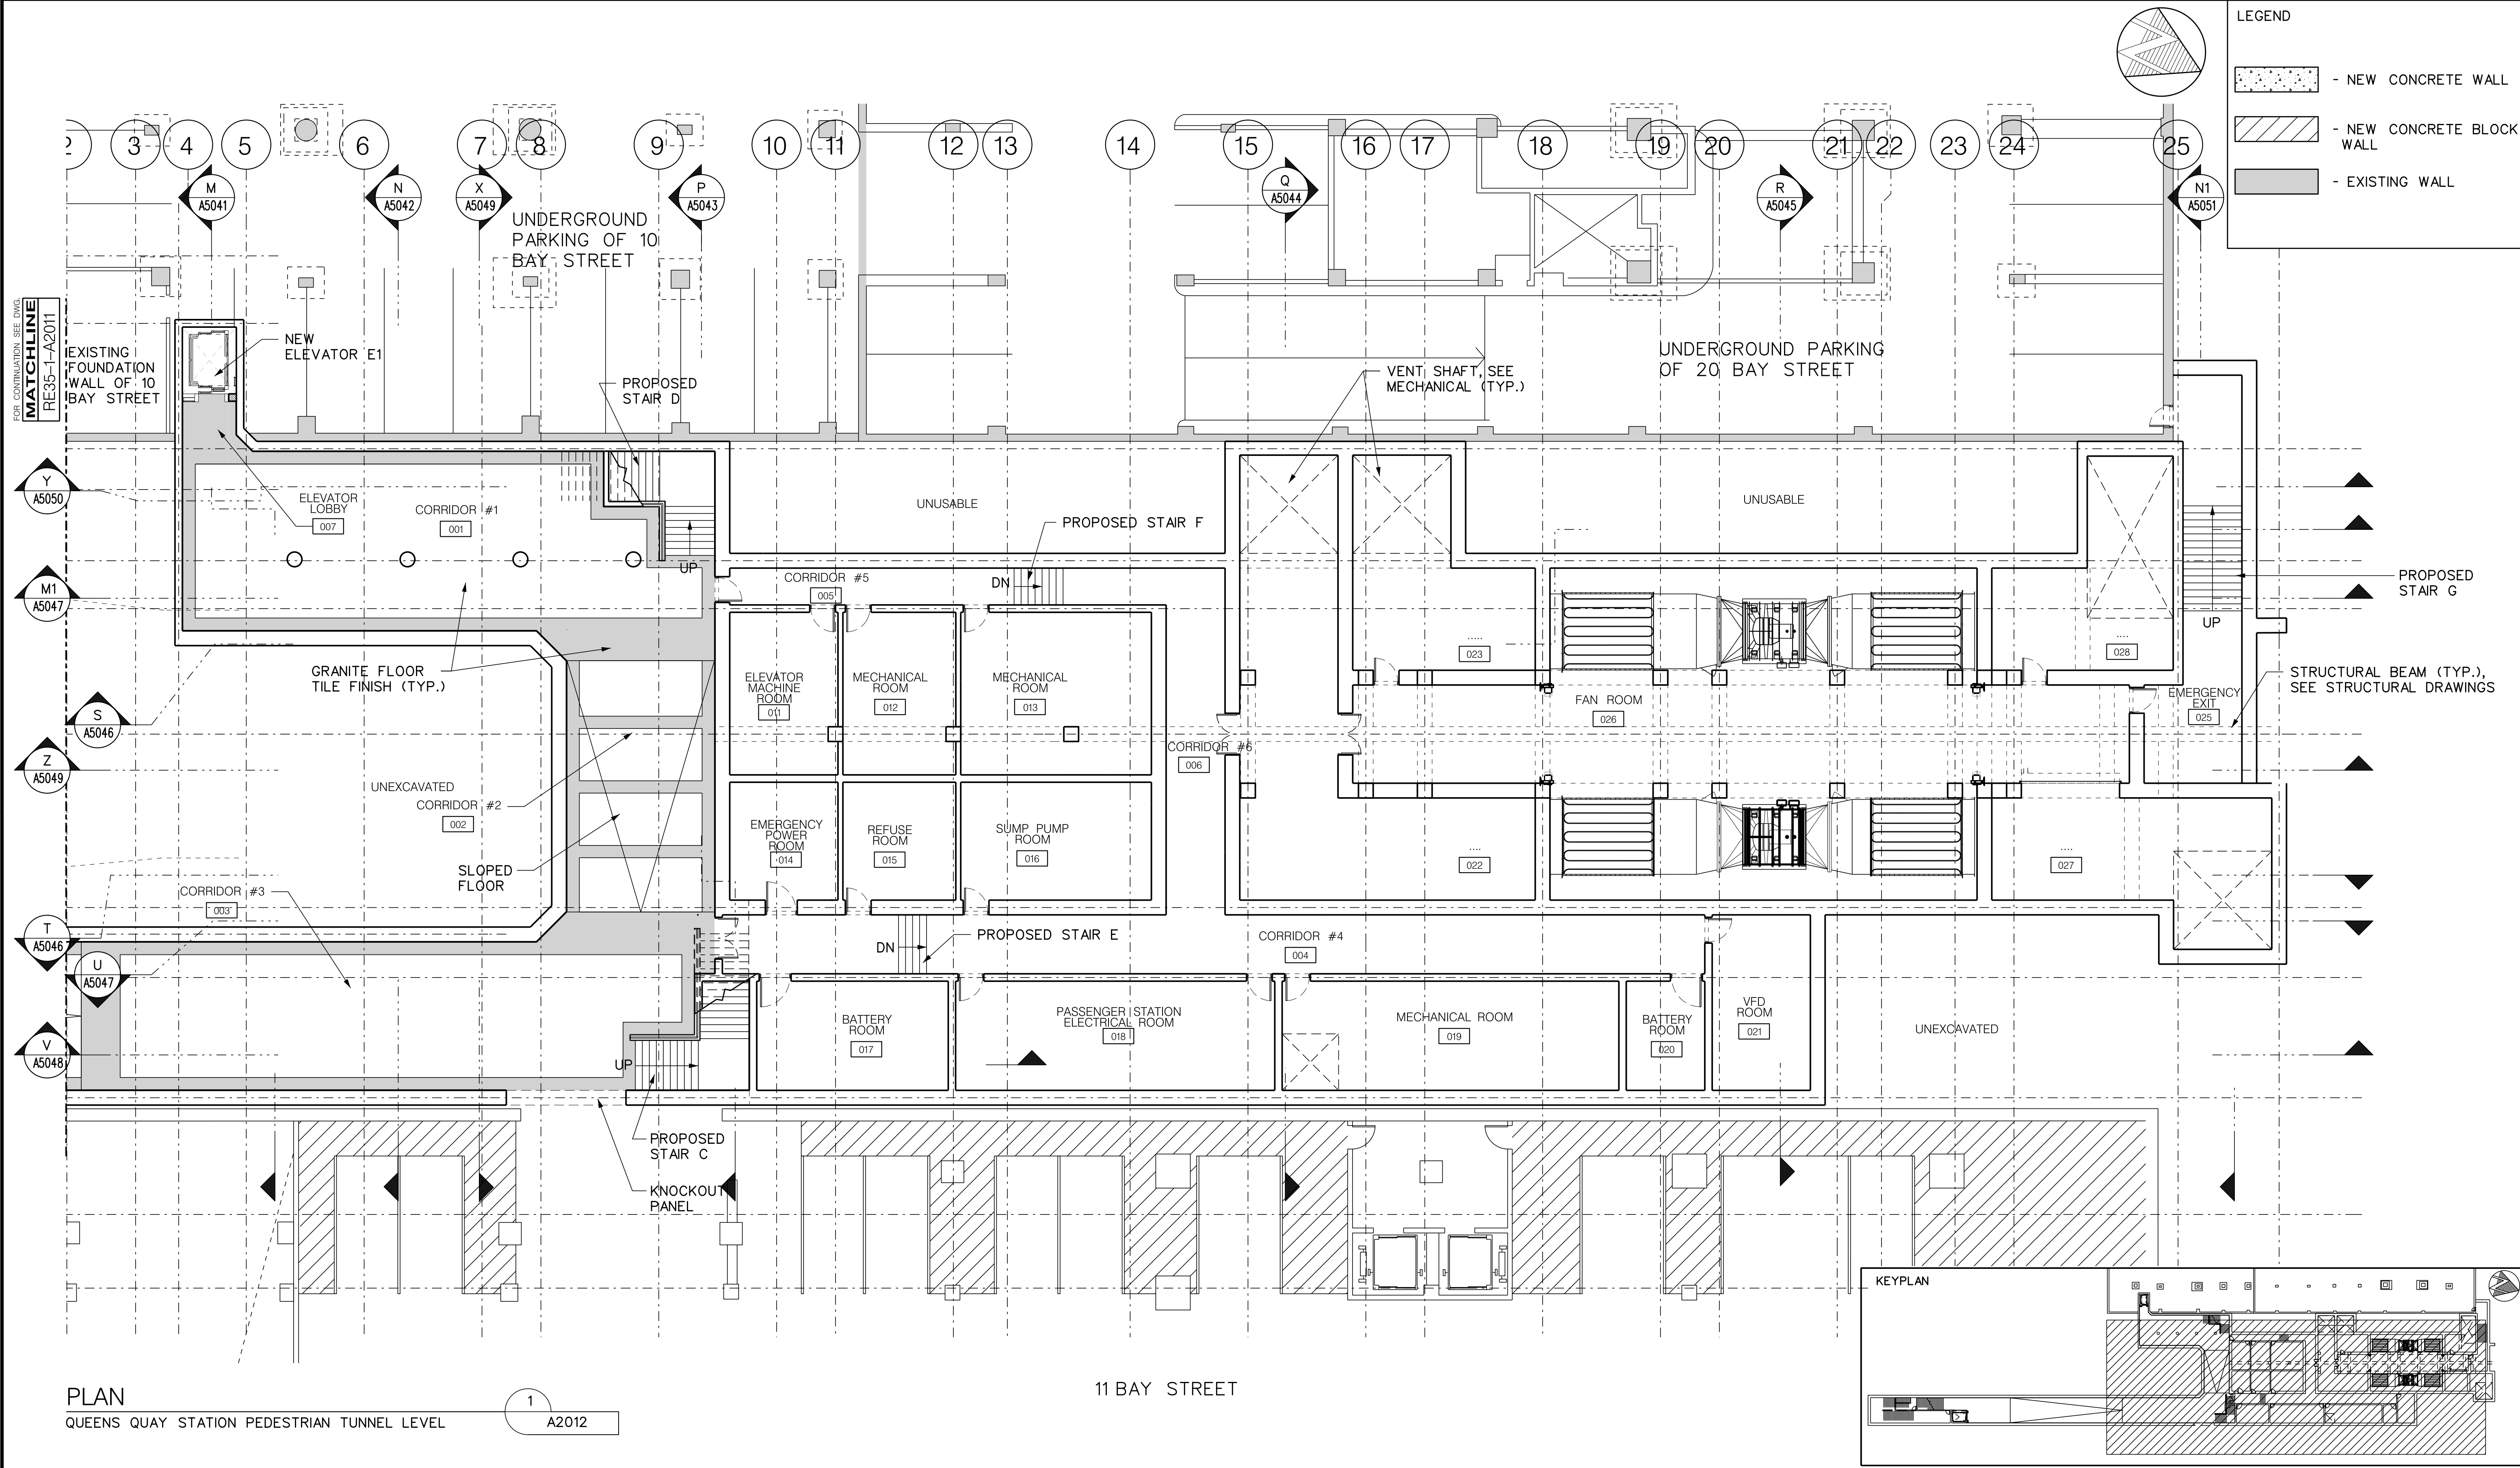 LEGEND
- NEW CONCRETE WALL
- NEW CONCRETE BLOCK
WALL
- EXISTING WALL
2
3
4
5
6
7
8
9
10
11
12
13
14
15
16
17
18
19
20
21
22
23
24
25
M
A5041
N
A5042
X
A5049
P
A5043
Q
A5044
R
A5045
N1
A5051
UNDERGROUND
PARKING OF 10
BAY STREET
UNDERGROUND PARKING
OF 20 BAY STREET
FOR CONTINUATION SEE DWG.
MATCHLINE
RE35-1-A2011
EXISTING
FOUNDATION
WALL OF 10
BAY STREET
NEW
ELEVATOR E1
PROPOSED
STAIR D
VENT SHAFT, SEE
MECHANICAL (TYP.)
Y
A5050
ELEVATOR
LOBBY
007
CORRIDOR #1
001
UNUSABLE
PROPOSED STAIR F
UNUSABLE
UP
CORRIDOR #5
005
DN
M1
A5047
PROPOSED
STAIR G
UP
GRANITE FLOOR
TILE FINISH (TYP.)
ELEVATOR
MACHINE
ROOM
011
MECHANICAL
ROOM
012
MECHANICAL
ROOM
013
.....
023
....
028
FAN ROOM
026
EMERGENCY
EXIT
025
STRUCTURAL BEAM (TYP.),
SEE STRUCTURAL DRAWINGS
S
A5046
Z
A5049
CORRIDOR #6
006
UNEXCAVATED
CORRIDOR #2
002
EMERGENCY
POWER
ROOM
014
REFUSE
ROOM
015
SUMP PUMP
ROOM
016
....
022
....
027
SLOPED
FLOOR
CORRIDOR #3
003
T
A5046
U
A5047
DN
PROPOSED STAIR E
CORRIDOR #4
004
V
A5048
BATTERY
ROOM
017
PASSENGER STATION
ELECTRICAL ROOM
018
MECHANICAL ROOM
019
BATTERY
ROOM
020
VFD
ROOM
021
UNEXCAVATED
UP
PROPOSED
STAIR C
KNOCKOUT
PANEL
KEYPLAN
11 BAY STREET
PLAN
QUEENS QUAY STATION PEDESTRIAN TUNNEL LEVEL
1
A2012